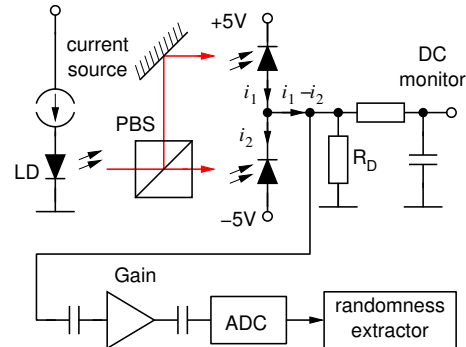 +5V
current
source
DC
monitor
i1
i1 –i2
PBS
i2
LD
RD
–5V
Gain
ADC
randomness
extractor